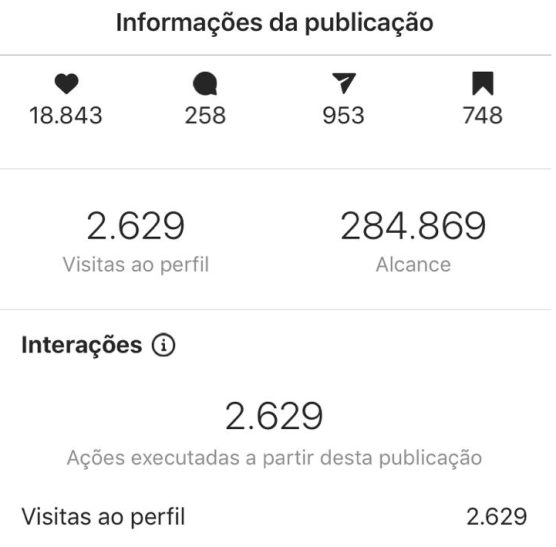 Informações da publicação
18.843 258 953 748
2.629 284.869
Visitas ao perfil Alcance
Interações
2.629
Ações executadas a partir desta publicação
Visitas ao perfil 2.629